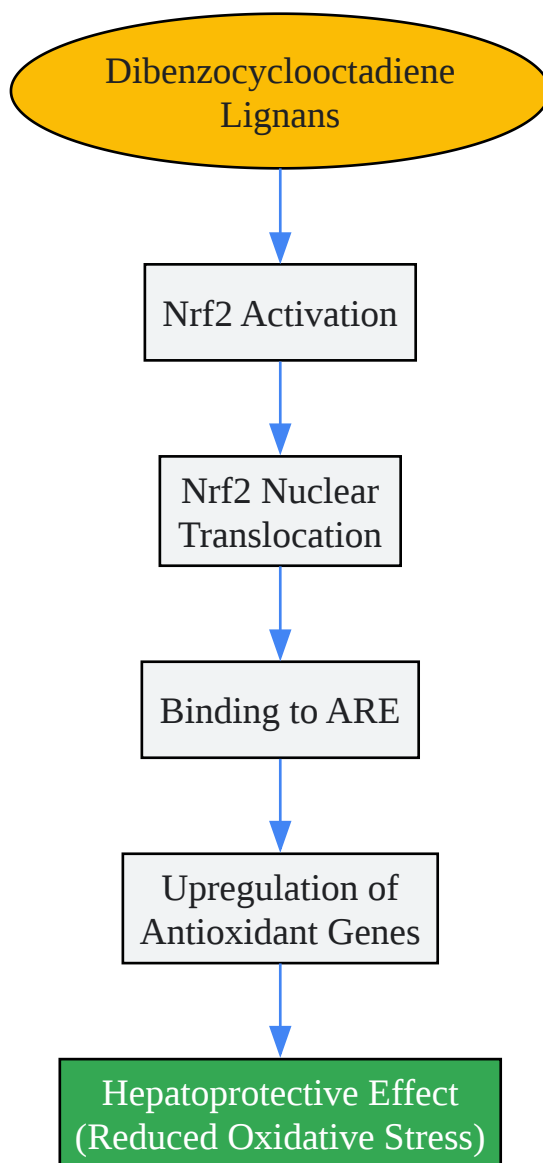 Dibenzocyclooctadiene
Lignans
Nrf2 Activation
Nrf2 Nuclear
Translocation
Binding to ARE
Upregulation of
Antioxidant Genes
Hepatoprotective Effect
(Reduced Oxidative Stress)